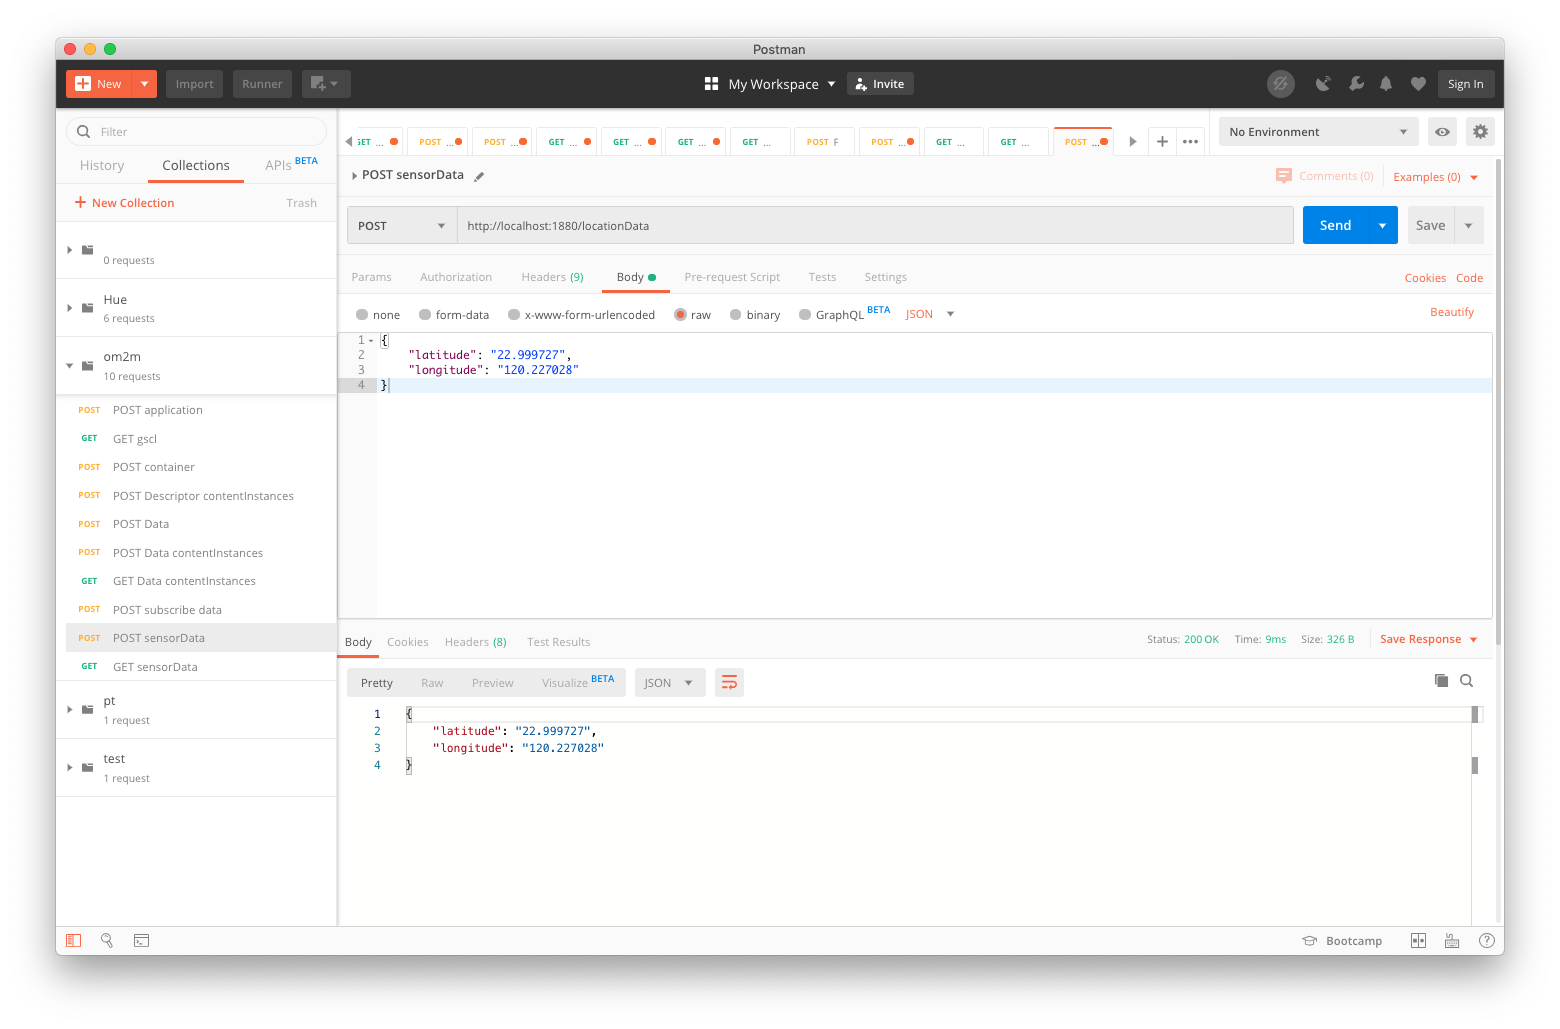 Postman
New
Import
Runner
My Workspace
Invite
Sign In
Filter
History
Collections
APIs BETA
New Collection
Trash
0 requests
Hue
6 requests
om2m
10 requests
POST POST application
GET GET gscl
POST POST container
POST POST Descriptor contentInstances
POST POST Data
POST POST Data contentInstances
GET GET Data contentInstances
POST POST subscribe data
POST POST sensorData
GET GET sensorData
pt
1 request
test
1 request
GET ... POST ... POST ... GET ... GET ... GET ... GET ... POST F POST ... GET ... GET ... POST ...
No Environment
POST sensorData
Comments (0)
Examples (0)
POST
http://localhost:1880/locationData
Send
Save
Params
Authorization
Headers (9)
Body
Pre-request Script
Tests
Settings
Cookies
Code
none
form-data
x-www-form-urlencoded
raw
binary
GraphQL BETA
JSON
Beautify
1 {
2 "latitude": "22.999727",
3 "longitude": "120.227028"
4 }
Body
Cookies
Headers (8)
Test Results
Status: 200 OK
Time: 9ms
Size: 326 B
Save Response
Pretty
Raw
Preview
Visualize BETA
JSON
1 {
2 "latitude": "22.999727",
3 "longitude": "120.227028"
4 }
Bootcamp